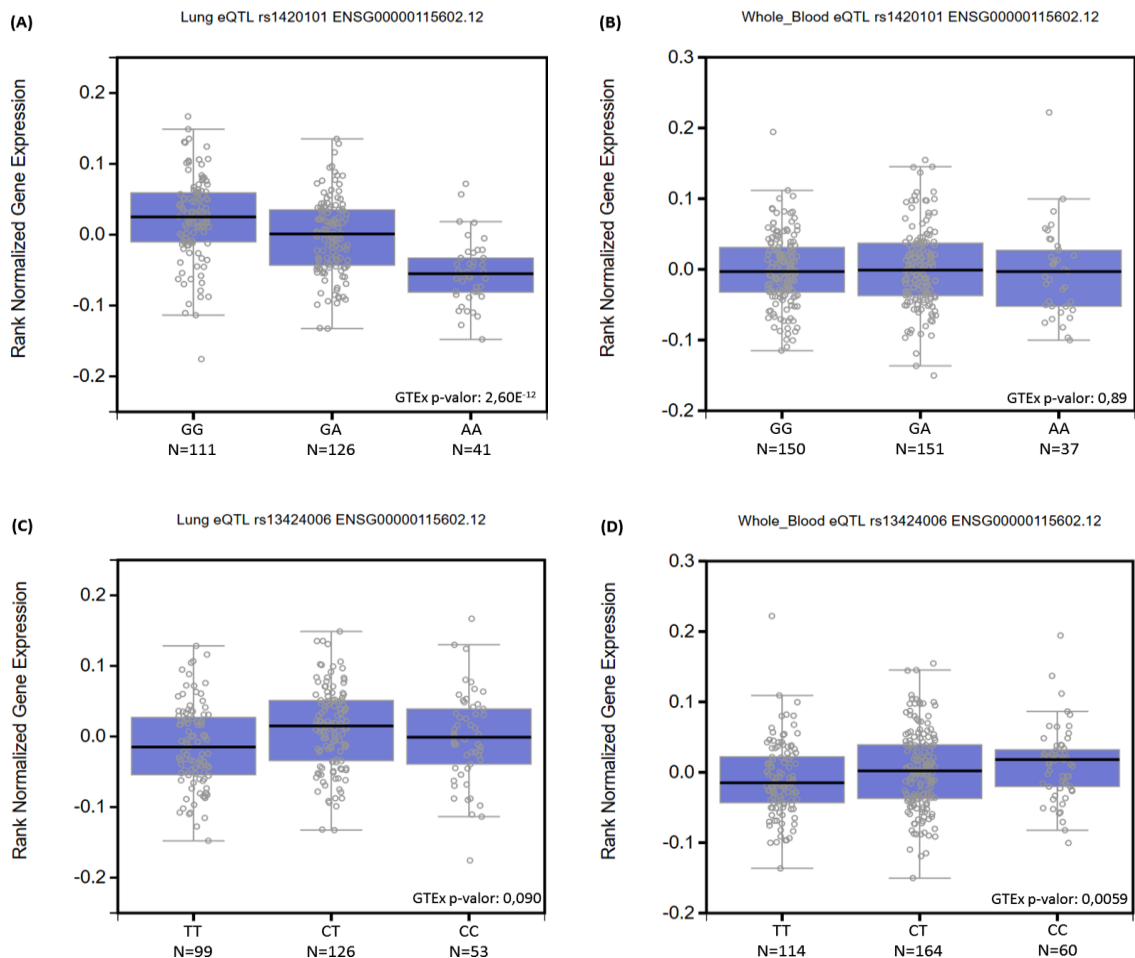 (A)
Lung eQTL rs1420101 ENSG00000115602.12
Rank Normalized Gene Expression
0.2
0.1
0.0
-0.1
-0.2
GTEx p-valor: 2,60E-12
GG GA AA
N=111 N=126 N=41
(B)
Whole_Blood eQTL rs1420101 ENSG00000115602.12
Rank Normalized Gene Expression
0.3
0.2
0.1
0.0
-0.1
-0.2
GTEx p-valor: 0,89
GG GA AA
N=150 N=151 N=37
(C)
Lung eQTL rs13424006 ENSG00000115602.12
Rank Normalized Gene Expression
0.2
0.1
0.0
-0.1
-0.2
GTEx p-valor: 0,090
TT CT CC
N=99 N=126 N=53
(D)
Whole_Blood eQTL rs13424006 ENSG00000115602.12
Rank Normalized Gene Expression
0.3
0.2
0.1
0.0
-0.1
-0.2
GTEx p-valor: 0,0059
TT CT CC
N=114 N=164 N=60